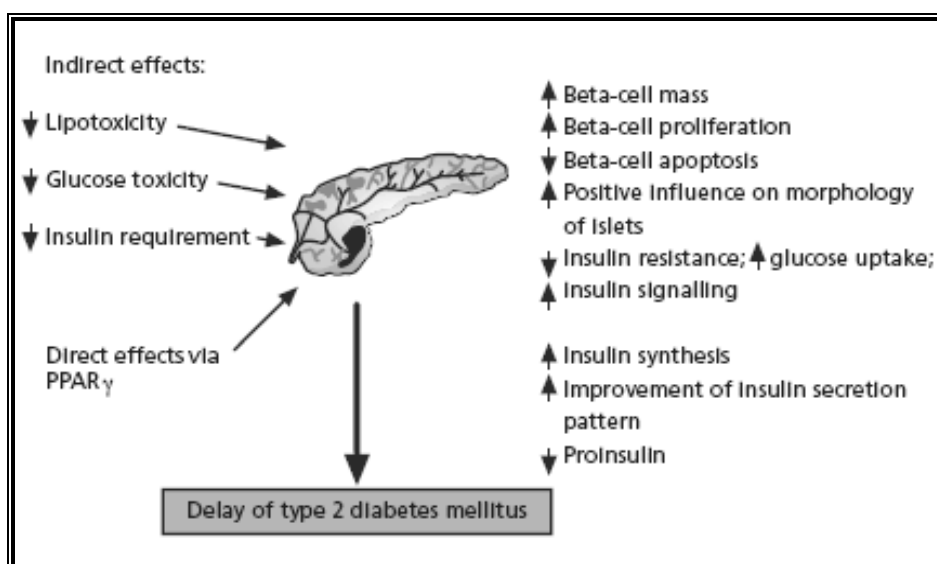 Indirect effects:
Lipotoxicity
Glucose toxicity
Insulin requirement
Direct effects via
PPARγ
Beta-cell mass
Beta-cell proliferation
Beta-cell apoptosis
Positive influence on morphology
of islets
Insulin resistance; glucose uptake;
Insulin signalling
Insulin synthesis
Improvement of insulin secretion
pattern
Proinsulin
Delay of type 2 diabetes mellitus